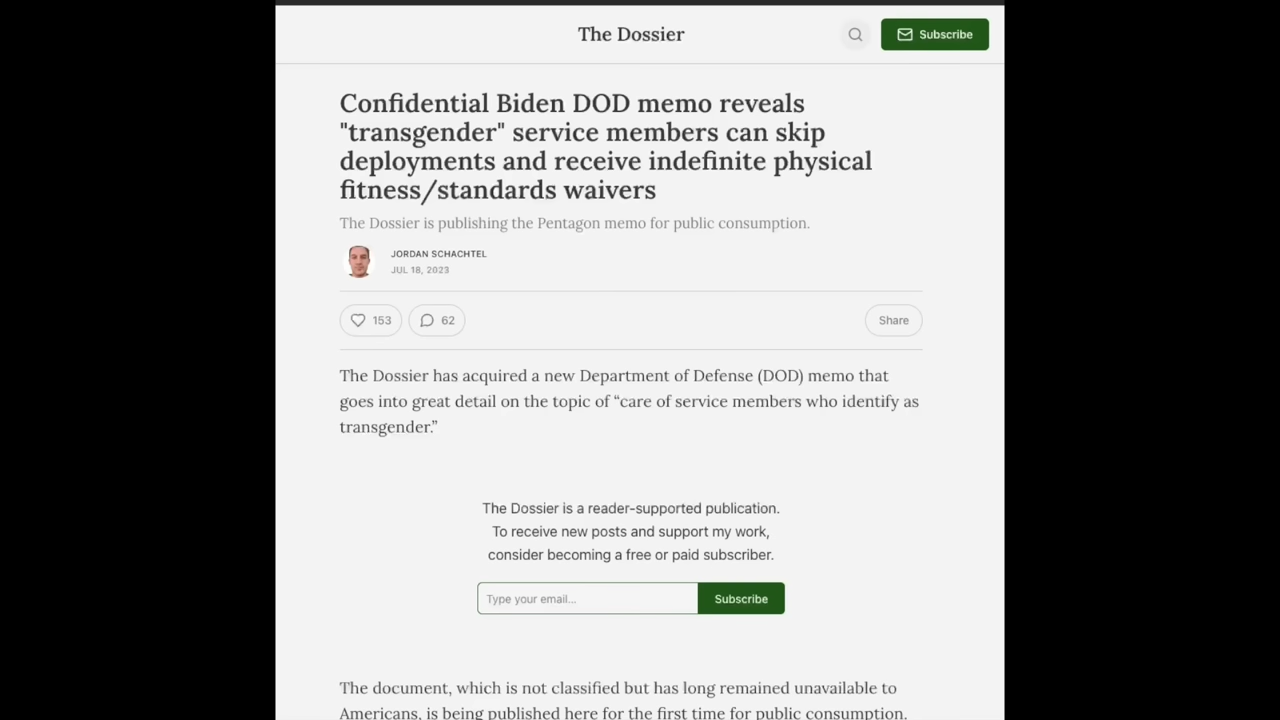 The Dossier
Subscribe
Confidential Biden DOD memo reveals
"transgender" service members can skip
deployments and receive indefinite physical
fitness/standards waivers
The Dossier is publishing the Pentagon memo for public consumption.
JORDAN SCHACHTEL
JUL 18, 2023
153
62
Share
The Dossier has acquired a new Department of Defense (DOD) memo that
goes into great detail on the topic of “care of service members who identify as
transgender.”
The Dossier is a reader-supported publication.
To receive new posts and support my work,
consider becoming a free or paid subscriber.
Type your email...
Subscribe
The document, which is not classified but has long remained unavailable to
Americans, is being published here for the first time for public consumption.